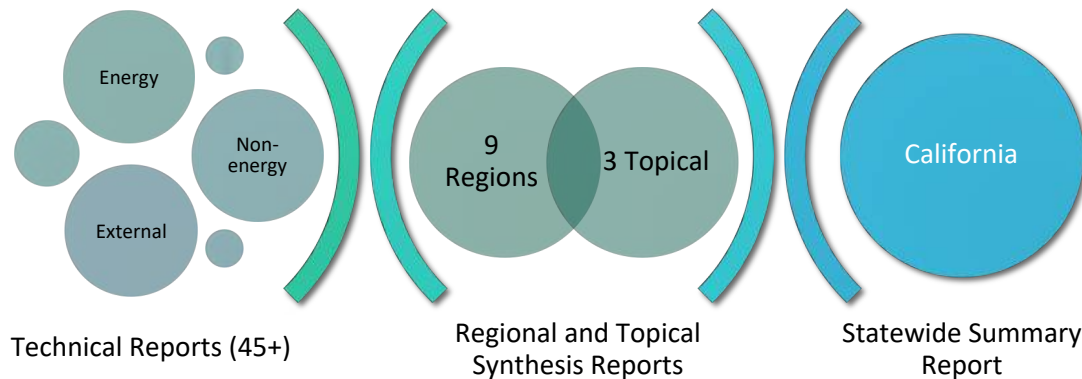 Energy
Non-
energy
External
9
Regions
3 Topical
California
Technical Reports (45+)
Regional and Topical
Synthesis Reports
Statewide Summary
Report